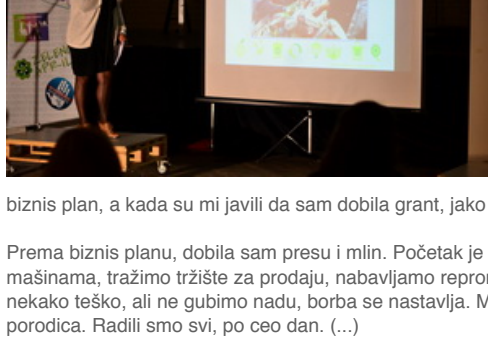 ZELENI
biznis plan, a kada su mi javili da sam dobila grant, jako
Prema biznis planu, dobila sam presu i mlin. Početak je
mašinama, tražimo tržište za prodaju, nabavljamo repro
nekako teško, ali ne gubimo nadu, borba se nastavlja. M
porodica. Radili smo svi, po ceo dan. (...)